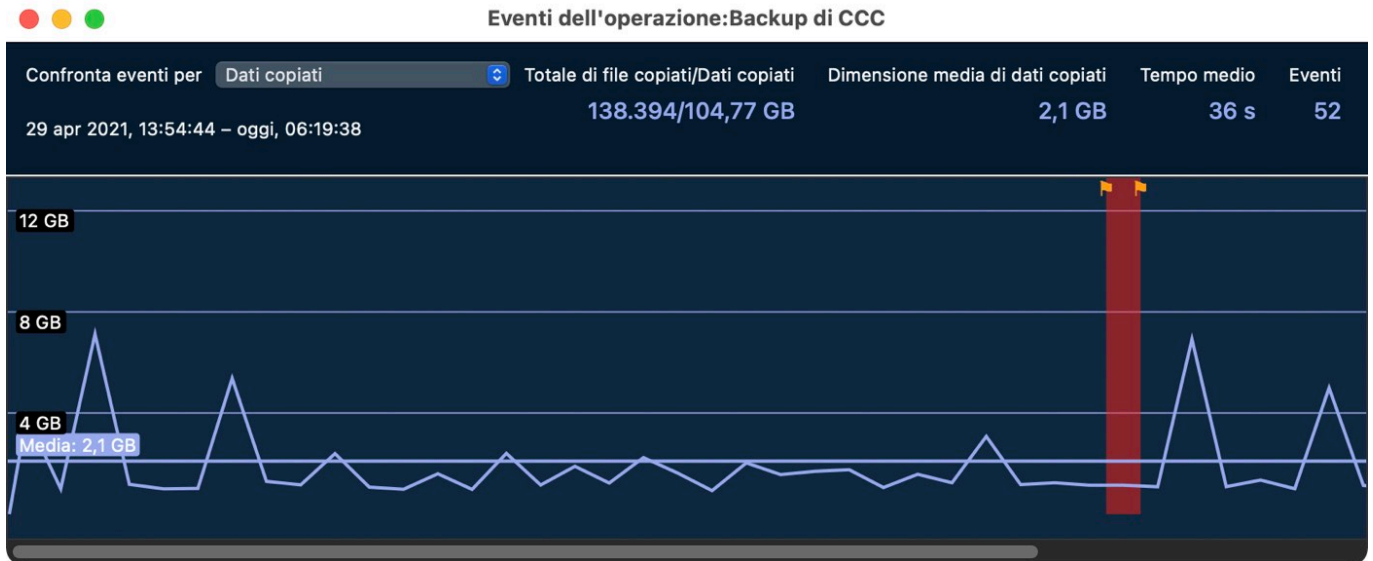 Eventi dell'operazione:Backup di CCC
Confronta eventi per Dati copiati Totale di file copiati/Dati copiati Dimensione media di dati copiati Tempo medio Eventi
138.394/104,77 GB 2,1 GB 36 s 52
29 apr 2021, 13:54:44 – oggi, 06:19:38
12 GB
8 GB
4 GB
Media: 2,1 GB